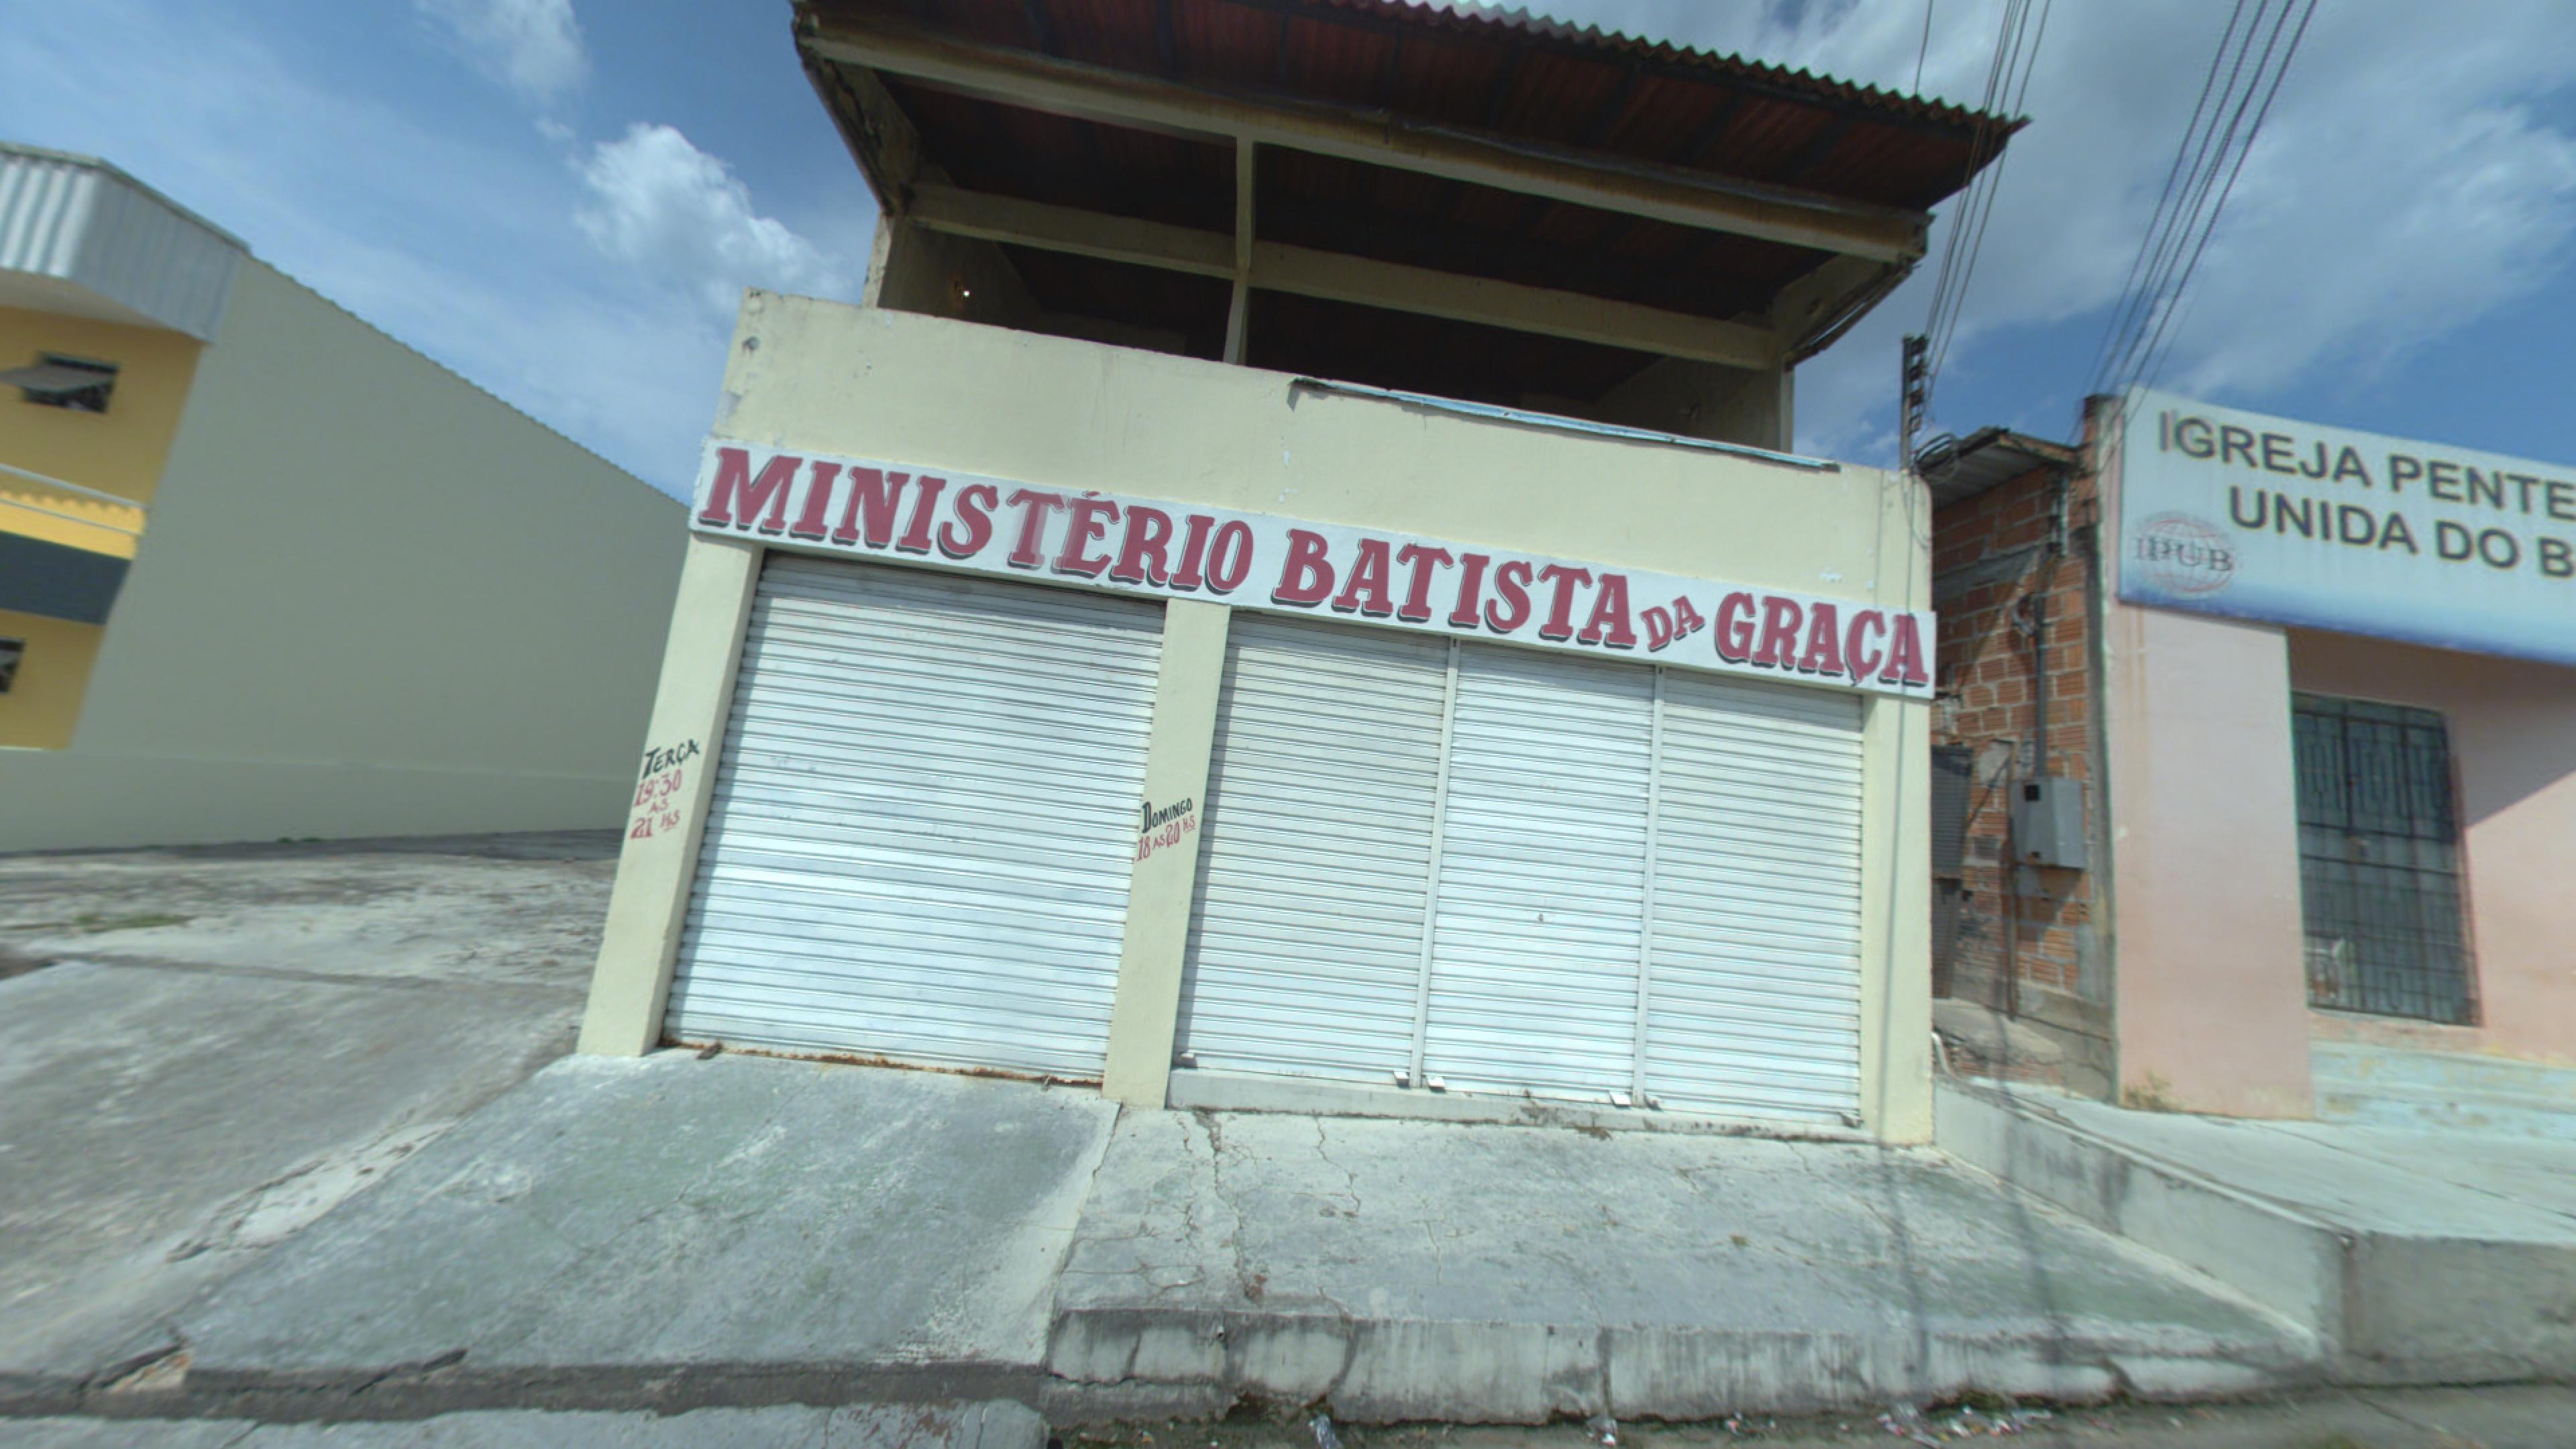 MINISTÉRIO BATISTA DA GRAÇA
TERÇA
19:30
AS
21 HS
DOMINGO
18 AS 20 HS
IGREJA
UNIDA DO
IPUB